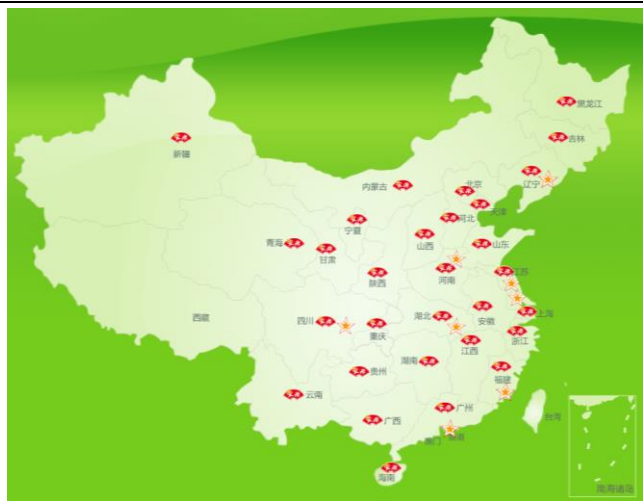 黑龙江
吉林
新疆
内蒙古
北京
辽宁
天津
宁夏
河北
山西
青海
甘肃
山东
陕西
河南
江苏
西藏
四川
重庆
湖北
安徽
上海
浙江
江西
湖南
贵州
福建
云南
广西
广州
台湾
澳门
香港
海南
南海诸岛